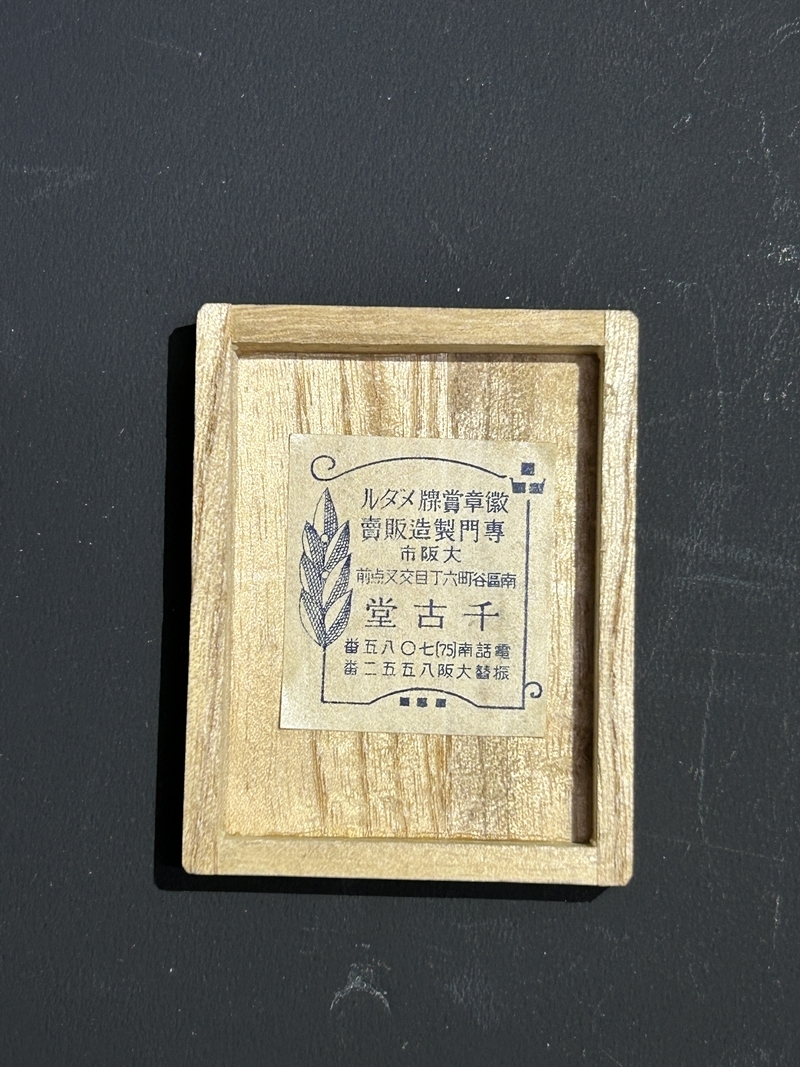 徽章賞牌メダル
專門製造販賣
大阪市
南區谷町六丁目交叉点前
千古堂
電話南(75)七〇八五番
振替大阪八五五二番